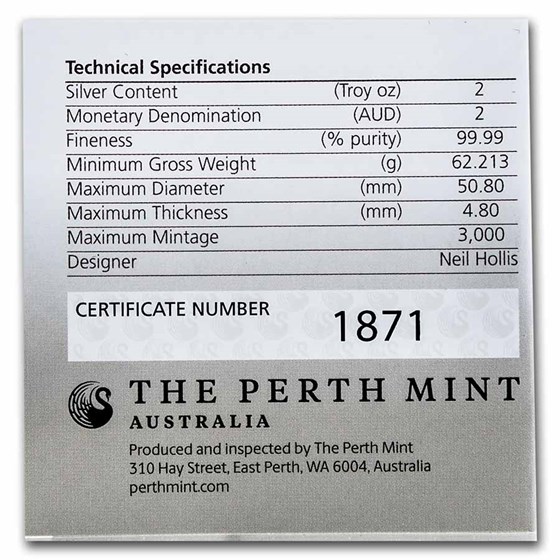 Technical Specifications
Silver Content (Troy oz) 2
Monetary Denomination (AUD) 2
Fineness (% purity) 99.99
Minimum Gross Weight (g) 62.213
Maximum Diameter (mm) 50.80
Maximum Thickness (mm) 4.80
Maximum Mintage 3,000
Designer Neil Hollis
CERTIFICATE NUMBER 1871
THE PERTH MINT
AUSTRALIA
Produced and inspected by The Perth Mint
310 Hay Street, East Perth, WA 6004, Australia
perthmint.com